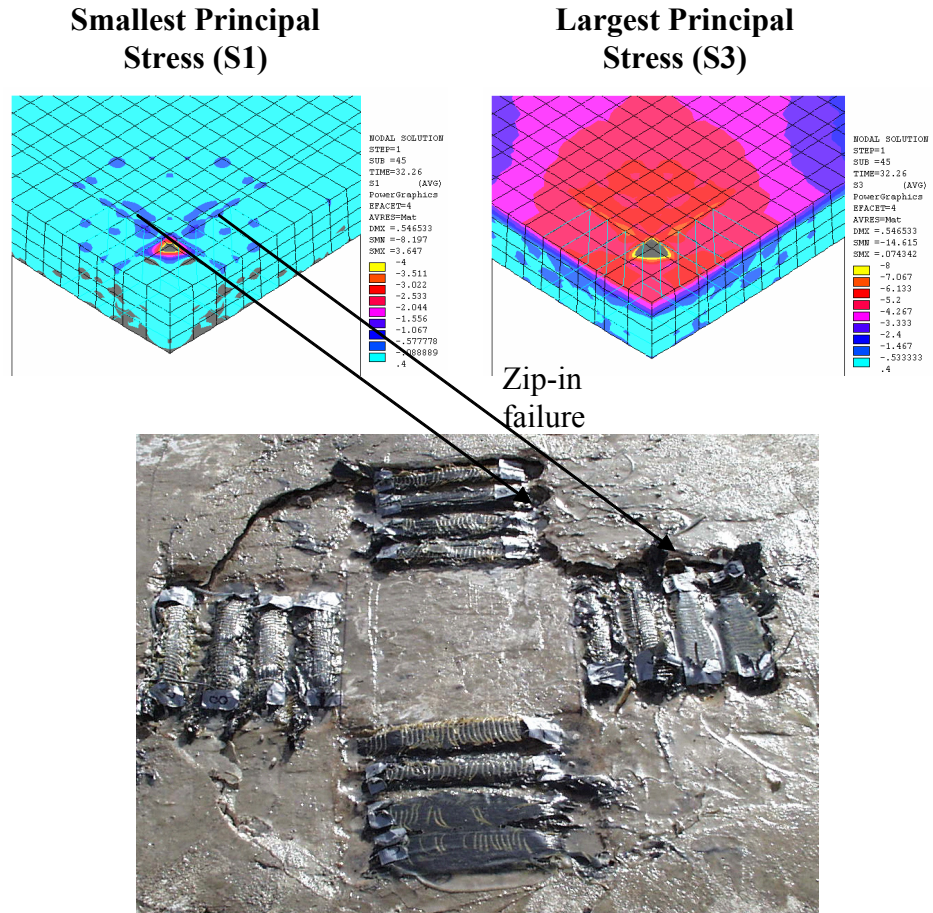 Smallest Principal
Stress (S1)
Largest Principal
Stress (S3)
NODAL SOLUTION
STEP=1
SUB =45
TIME=32.26
S1 (AVG)
PowerGraphics
EFACET=4
AVRES=Mat
DMX =.546533
SMN =-8.197
SMX =3.647
-4
-3.511
-3.022
-2.533
-2.044
-1.556
-1.067
-.577778
-.088889
.4
NODAL SOLUTION
STEP=1
SUB =45
TIME=32.26
S3 (AVG)
PowerGraphics
EFACET=4
AVRES=Mat
DMX =.546533
SMN =-14.615
SMX =.074342
-8
-7.067
-6.133
-5.2
-4.267
-3.333
-2.4
-1.467
-.533333
.4
Zip-in
failure